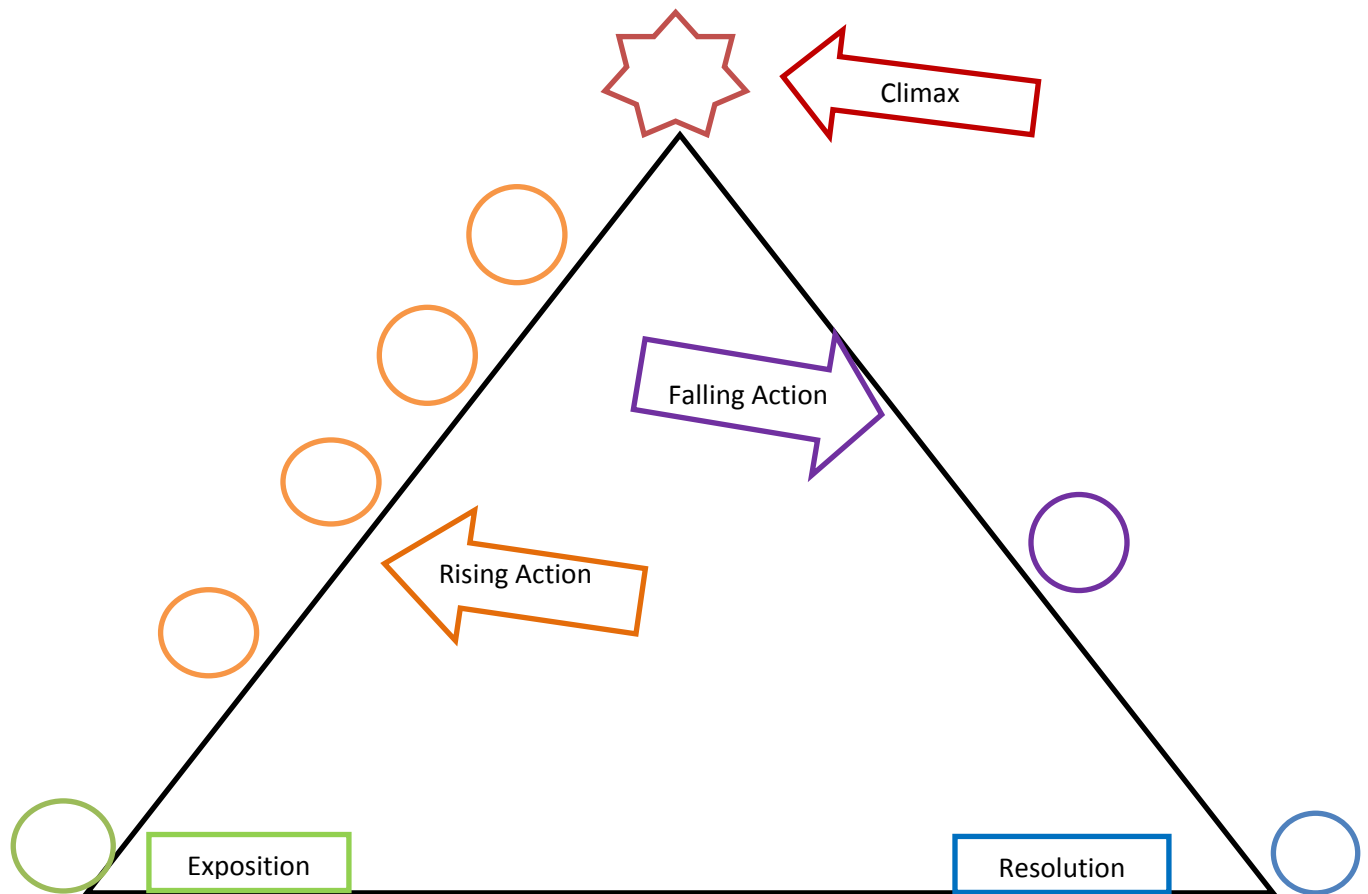 Climax
Falling Action
Rising Action
Exposition
Resolution